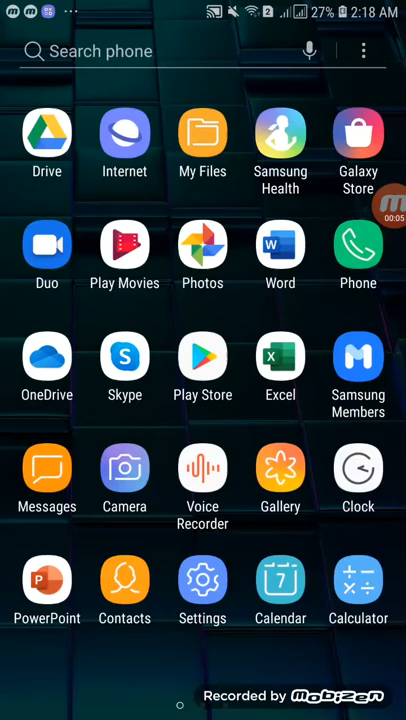 27% 2:18 AM
Search phone
Drive Internet My Files Samsung Health Galaxy Store
00:05
Duo Play Movies Photos Word Phone
OneDrive Skype Play Store Excel Samsung Members
Messages Camera Voice Recorder Gallery Clock
PowerPoint Contacts Settings Calendar Calculator
Recorded by Mobizen